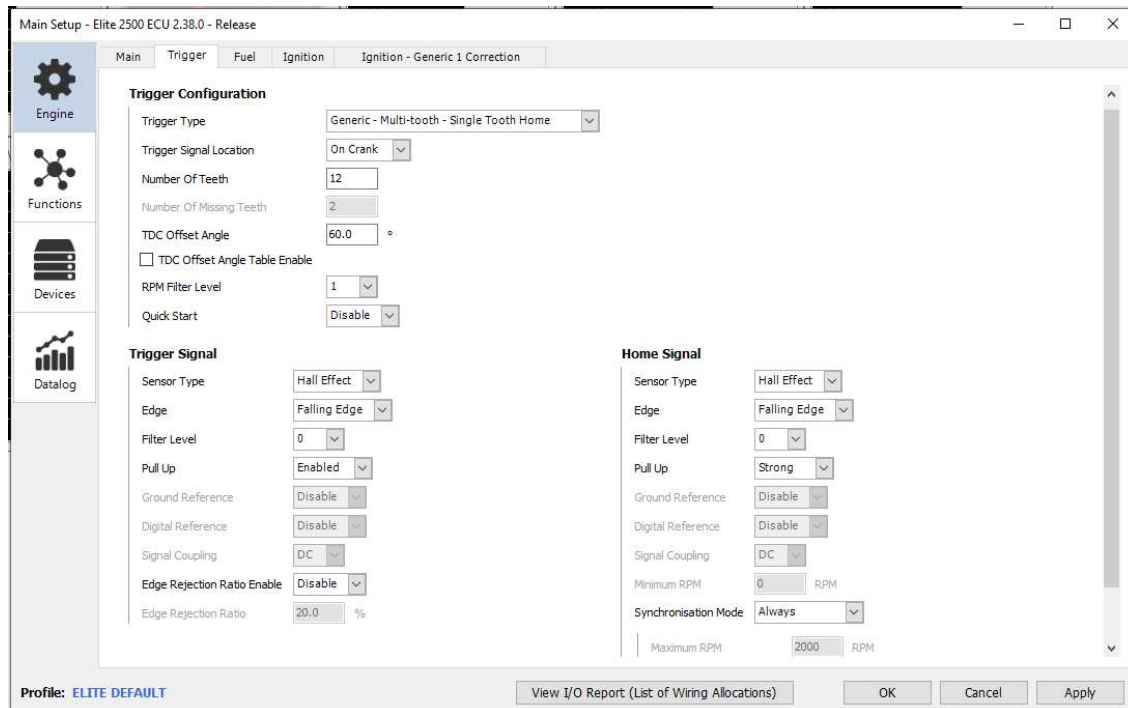 Main Setup - Elite 2500 ECU 2.38.0 - Release
Engine
Functions
Devices
Datalog
Main Trigger Fuel Ignition Ignition - Generic 1 Correction
Trigger Configuration
Trigger Type Generic - Multi-tooth - Single Tooth Home
Trigger Signal Location On Crank
Number Of Teeth 12
Number Of Missing Teeth 2
TDC Offset Angle 60.0 °
TDC Offset Angle Table Enable
RPM Filter Level 1
Quick Start Disable
Trigger Signal
Sensor Type Hall Effect
Edge Falling Edge
Filter Level 0
Pull Up Enabled
Ground Reference Disable
Digital Reference Disable
Signal Coupling DC
Edge Rejection Ratio Enable Disable
Edge Rejection Ratio 20.0 %
Home Signal
Sensor Type Hall Effect
Edge Falling Edge
Filter Level 0
Pull Up Strong
Ground Reference Disable
Digital Reference Disable
Signal Coupling DC
Minimum RPM 0 RPM
Synchronisation Mode Always
Maximum RPM 2000 RPM
Profile: ELITE DEFAULT
View I/O Report (List of Wiring Allocations) OK Cancel Apply